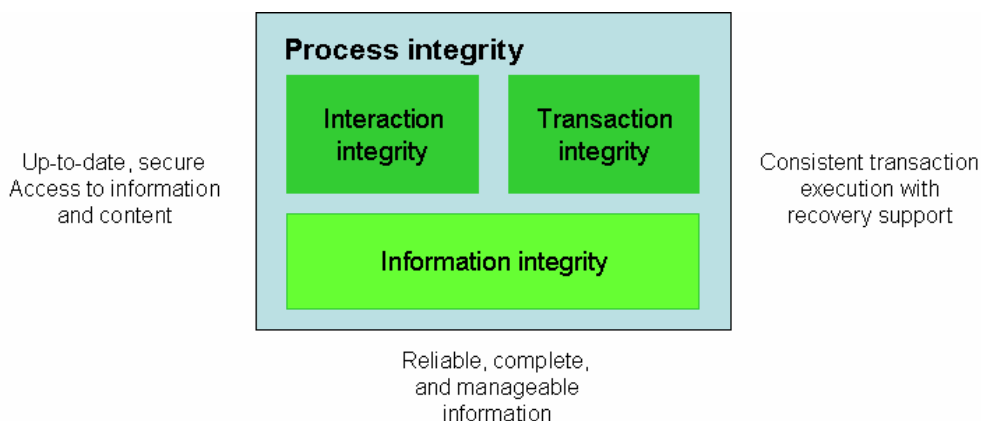 Process integrity
Interaction
integrity
Transaction
integrity
Up-to-date, secure
Access to information
and content
Consistent transaction
execution with
recovery support
Information integrity
Reliable, complete,
and manageable
information